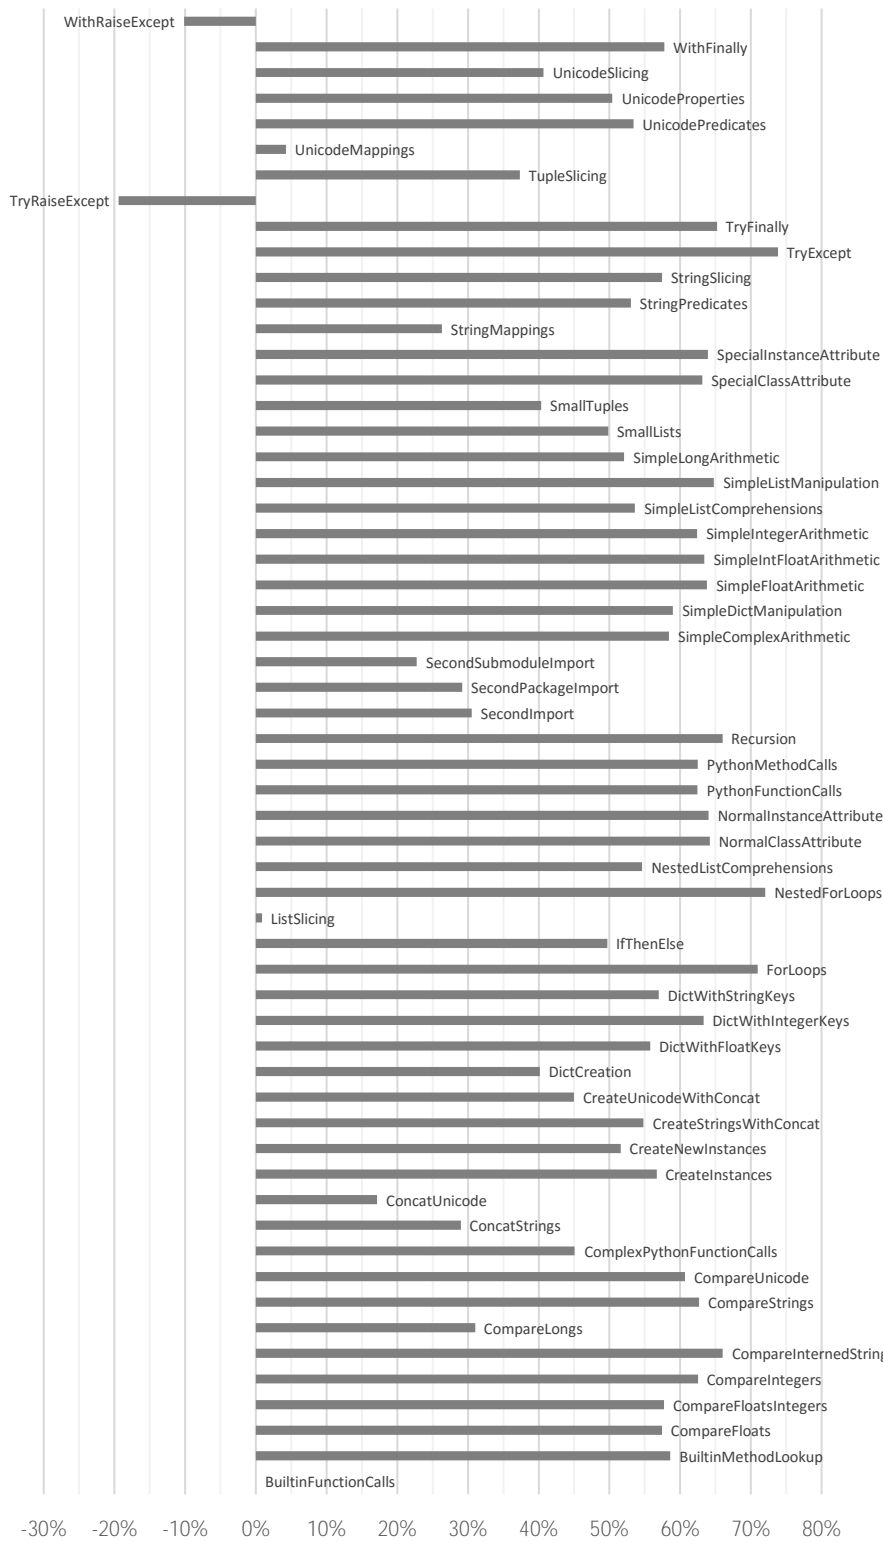 WithRaiseExcept
WithFinally
UnicodeSlicing
UnicodeProperties
UnicodePredicates
UnicodeMappings
TupleSlicing
TryRaiseExcept
TryFinally
TryExcept
StringSlicing
StringPredicates
StringMappings
SpecialInstanceAttribute
SpecialClassAttribute
SmallTuples
SmallLists
SimpleLongArithmetic
SimpleListManipulation
SimpleListComprehensions
SimpleIntegerArithmetic
SimpleIntFloatArithmetic
SimpleFloatArithmetic
SimpleDictManipulation
SimpleComplexArithmetic
SecondSubmoduleImport
SecondPackageImport
SecondImport
Recursion
PythonMethodCalls
PythonFunctionCalls
NormalInstanceAttribute
NormalClassAttribute
NestedListComprehensions
NestedForLoops
ListSlicing
IfThenElse
ForLoops
DictWithStringKeys
DictWithIntegerKeys
DictWithFloatKeys
DictCreation
CreateUnicodeWithConcat
CreateStringsWithConcat
CreateNewInstances
CreateInstances
ConcatUnicode
ConcatStrings
ComplexPythonFunctionCalls
CompareUnicode
CompareStrings
CompareLongs
CompareInternedString
CompareIntegers
CompareFloatsIntegers
CompareFloats
BuiltinMethodLookup
BuiltinFunctionCalls
-30% -20% -10% 0% 10% 20% 30% 40% 50% 60% 70% 80%